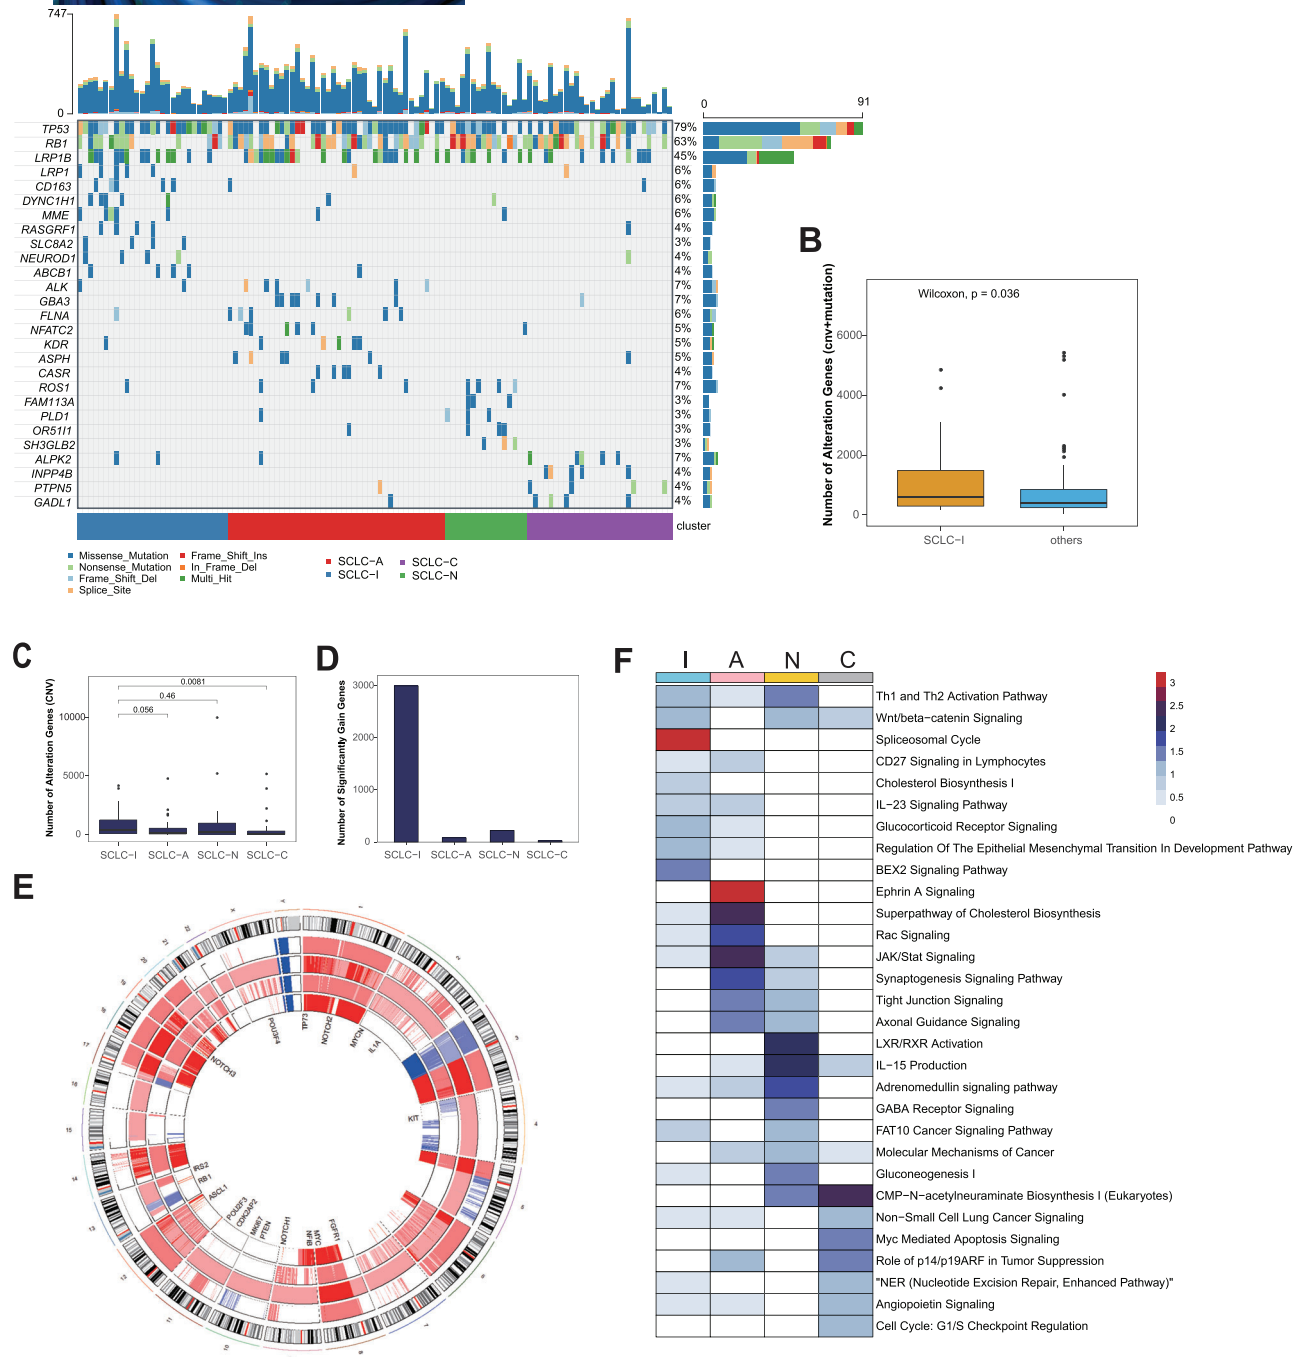 747
0
0 91
TP53 79%
RB1 63%
LRP1B 45%
LRP1 6%
CD163 6%
DYNC1H1 6%
MME 6%
RASGRF1 4%
SLC8A2 3%
NEUROD1 4%
ABCB1 4%
ALK 7%
GBA3 7%
FLNA 6%
NFATC2 5%
KDR 5%
ASPH 5%
CASR 4%
ROS1 7%
FAM113A 3%
PLD1 3%
OR51I1 3%
SH3GLB2 3%
ALPK2 7%
INPP4B 4%
PTPN5 4%
GADL1 4%
cluster
Missense_Mutation Frame_Shift_Ins
Nonsense_Mutation In_Frame_Del
Frame_Shift_Del Multi_Hit
Splice_Site
SCLC-A SCLC-C
SCLC-I SCLC-N
B
Wilcoxon, p = 0.036
Number of Alteration Genes (cnv+mutation)
6000
4000
2000
0
SCLC-I others
C
Number of Alteration Genes (CNV)
0.0081
0.46
0.056
10000
5000
0
SCLC-I SCLC-A SCLC-N SCLC-C
D
Number of Significantly Gain Genes
3000
2000
1000
0
SCLC-I SCLC-A SCLC-N SCLC-C
E
POU3F4
TP73
NOTCH2
MYCN
IL1A
NOTCH3
KIT
IRS2
RB1
ASCL1
POU2F3
CDK2AP2
MKI67
PTEN
NOTCH1
NFIB
MYC
FGFR1
F
I A N C
Th1 and Th2 Activation Pathway
Wnt/beta-catenin Signaling
Spliceosomal Cycle
CD27 Signaling in Lymphocytes
Cholesterol Biosynthesis I
IL-23 Signaling Pathway
Glucocorticoid Receptor Signaling
Regulation Of The Epithelial Mesenchymal Transition In Development Pathway
BEX2 Signaling Pathway
Ephrin A Signaling
Superpathway of Cholesterol Biosynthesis
Rac Signaling
JAK/Stat Signaling
Synaptogenesis Signaling Pathway
Tight Junction Signaling
Axonal Guidance Signaling
LXR/RXR Activation
IL-15 Production
Adrenomedullin signaling pathway
GABA Receptor Signaling
FAT10 Cancer Signaling Pathway
Molecular Mechanisms of Cancer
Gluconeogenesis I
CMP-N-acetylneuraminate Biosynthesis I (Eukaryotes)
Non-Small Cell Lung Cancer Signaling
Myc Mediated Apoptosis Signaling
Role of p14/p19ARF in Tumor Suppression
"NER (Nucleotide Excision Repair, Enhanced Pathway)"
Angiopoietin Signaling
Cell Cycle: G1/S Checkpoint Regulation
3
2.5
2
1.5
1
0.5
0